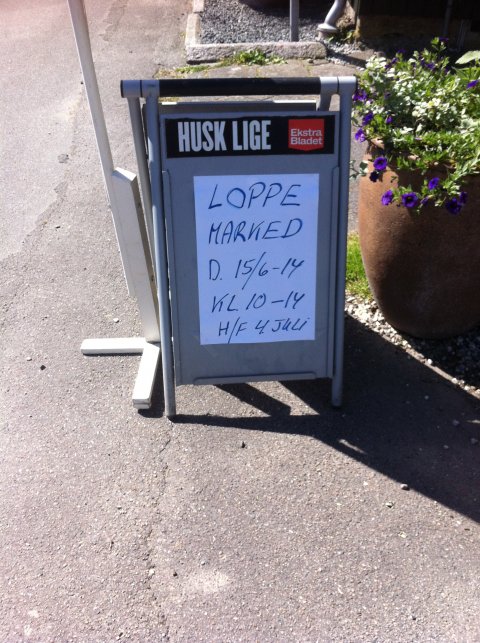 HUSK LIGE
Ekstra
Bladet
LOPPE
MARKED
D. 15/6-14
KL 10-14
H/F 4 JULI